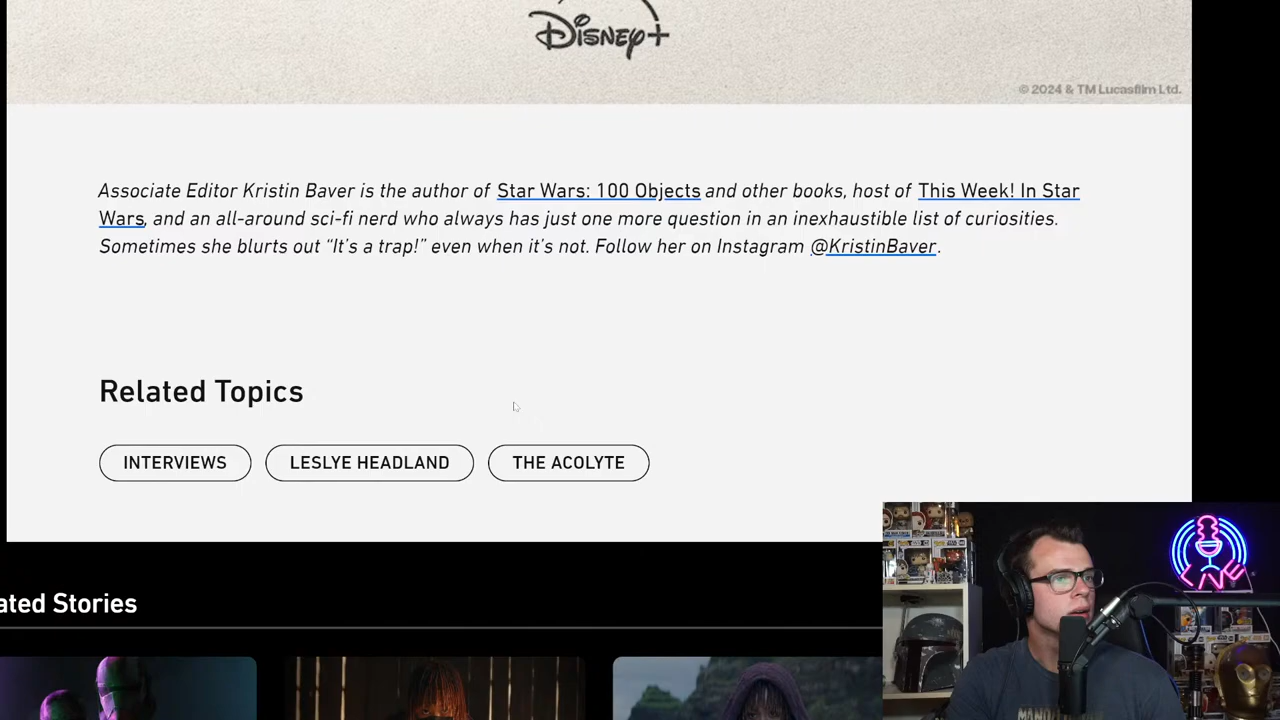 Disney+
© 2024 & TM Lucasfilm Ltd.
Associate Editor Kristin Baver is the author of Star Wars: 100 Objects and other books, host of This Week! In Star
Wars, and an all-around sci-fi nerd who always has just one more question in an inexhaustible list of curiosities.
Sometimes she blurts out “It’s a trap!” even when it’s not. Follow her on Instagram @KristinBaver.
Related Topics
INTERVIEWS
LESLYE HEADLAND
THE ACOLYTE
ated Stories
LIVE